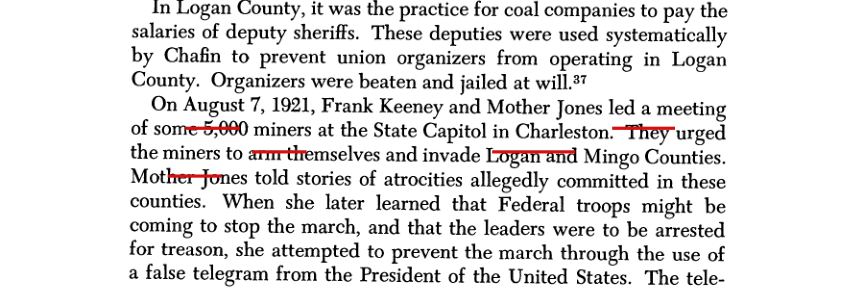 In Logan County, it was the practice for coal companies to pay the
salaries of deputy sheriffs. These deputies were used systematically
by Chafin to prevent union organizers from operating in Logan
County. Organizers were beaten and jailed at will.37
On August 7, 1921, Frank Keeney and Mother Jones led a meeting
of some 5,000 miners at the State Capitol in Charleston. They urged
the miners to arm themselves and invade Logan and Mingo Counties.
Mother Jones told stories of atrocities allegedly committed in these
counties. When she later learned that Federal troops might be
coming to stop the march, and that the leaders were to be arrested
for treason, she attempted to prevent the march through the use of
a false telegram from the President of the United States. The tele-